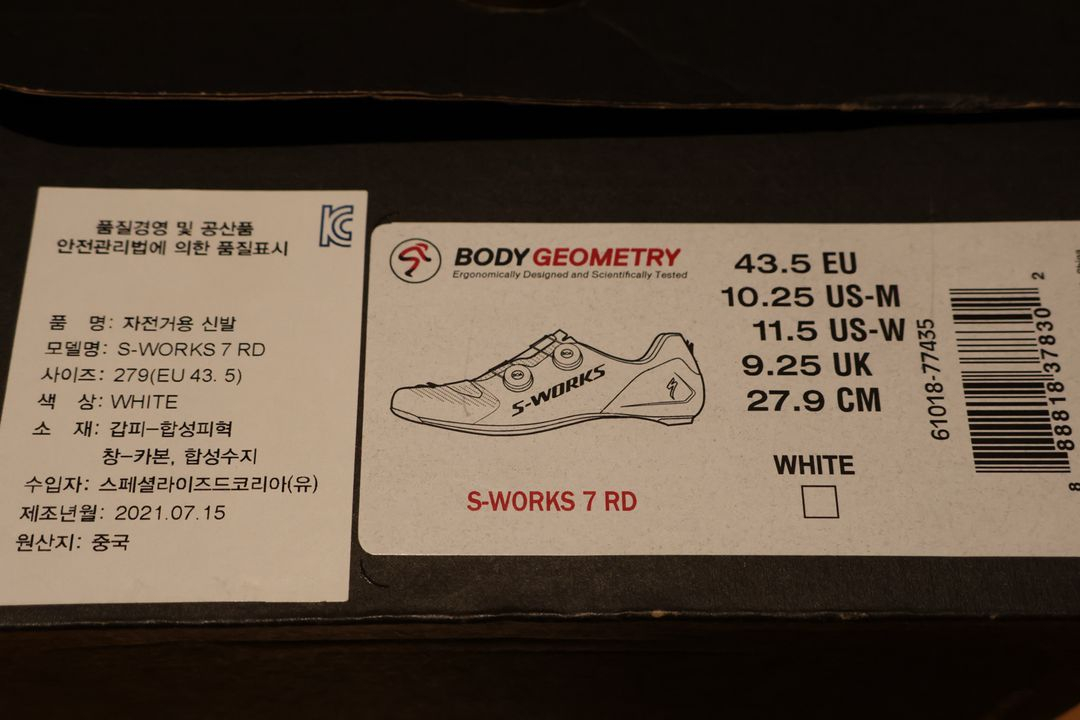 품질경영 및 공산품
안전관리법에 의한 품질표시
품 명: 자전거용 신발
모델명: S-WORKS 7 RD
사이즈: 279(EU 43. 5)
색 상: WHITE
소 재: 갑피-합성피혁
창-카본, 합성수지
수입자: 스페셜라이즈드코리아(유)
제조년월: 2021.07.15
원산지: 중국
BODY GEOMETRY
Ergonomically Designed and Scientifically Tested
S-WORKS
S-WORKS 7 RD
43.5 EU
10.25 US-M
11.5 US-W
9.25 UK
27.9 CM
WHITE
61018-77435
8 88818 37830 2